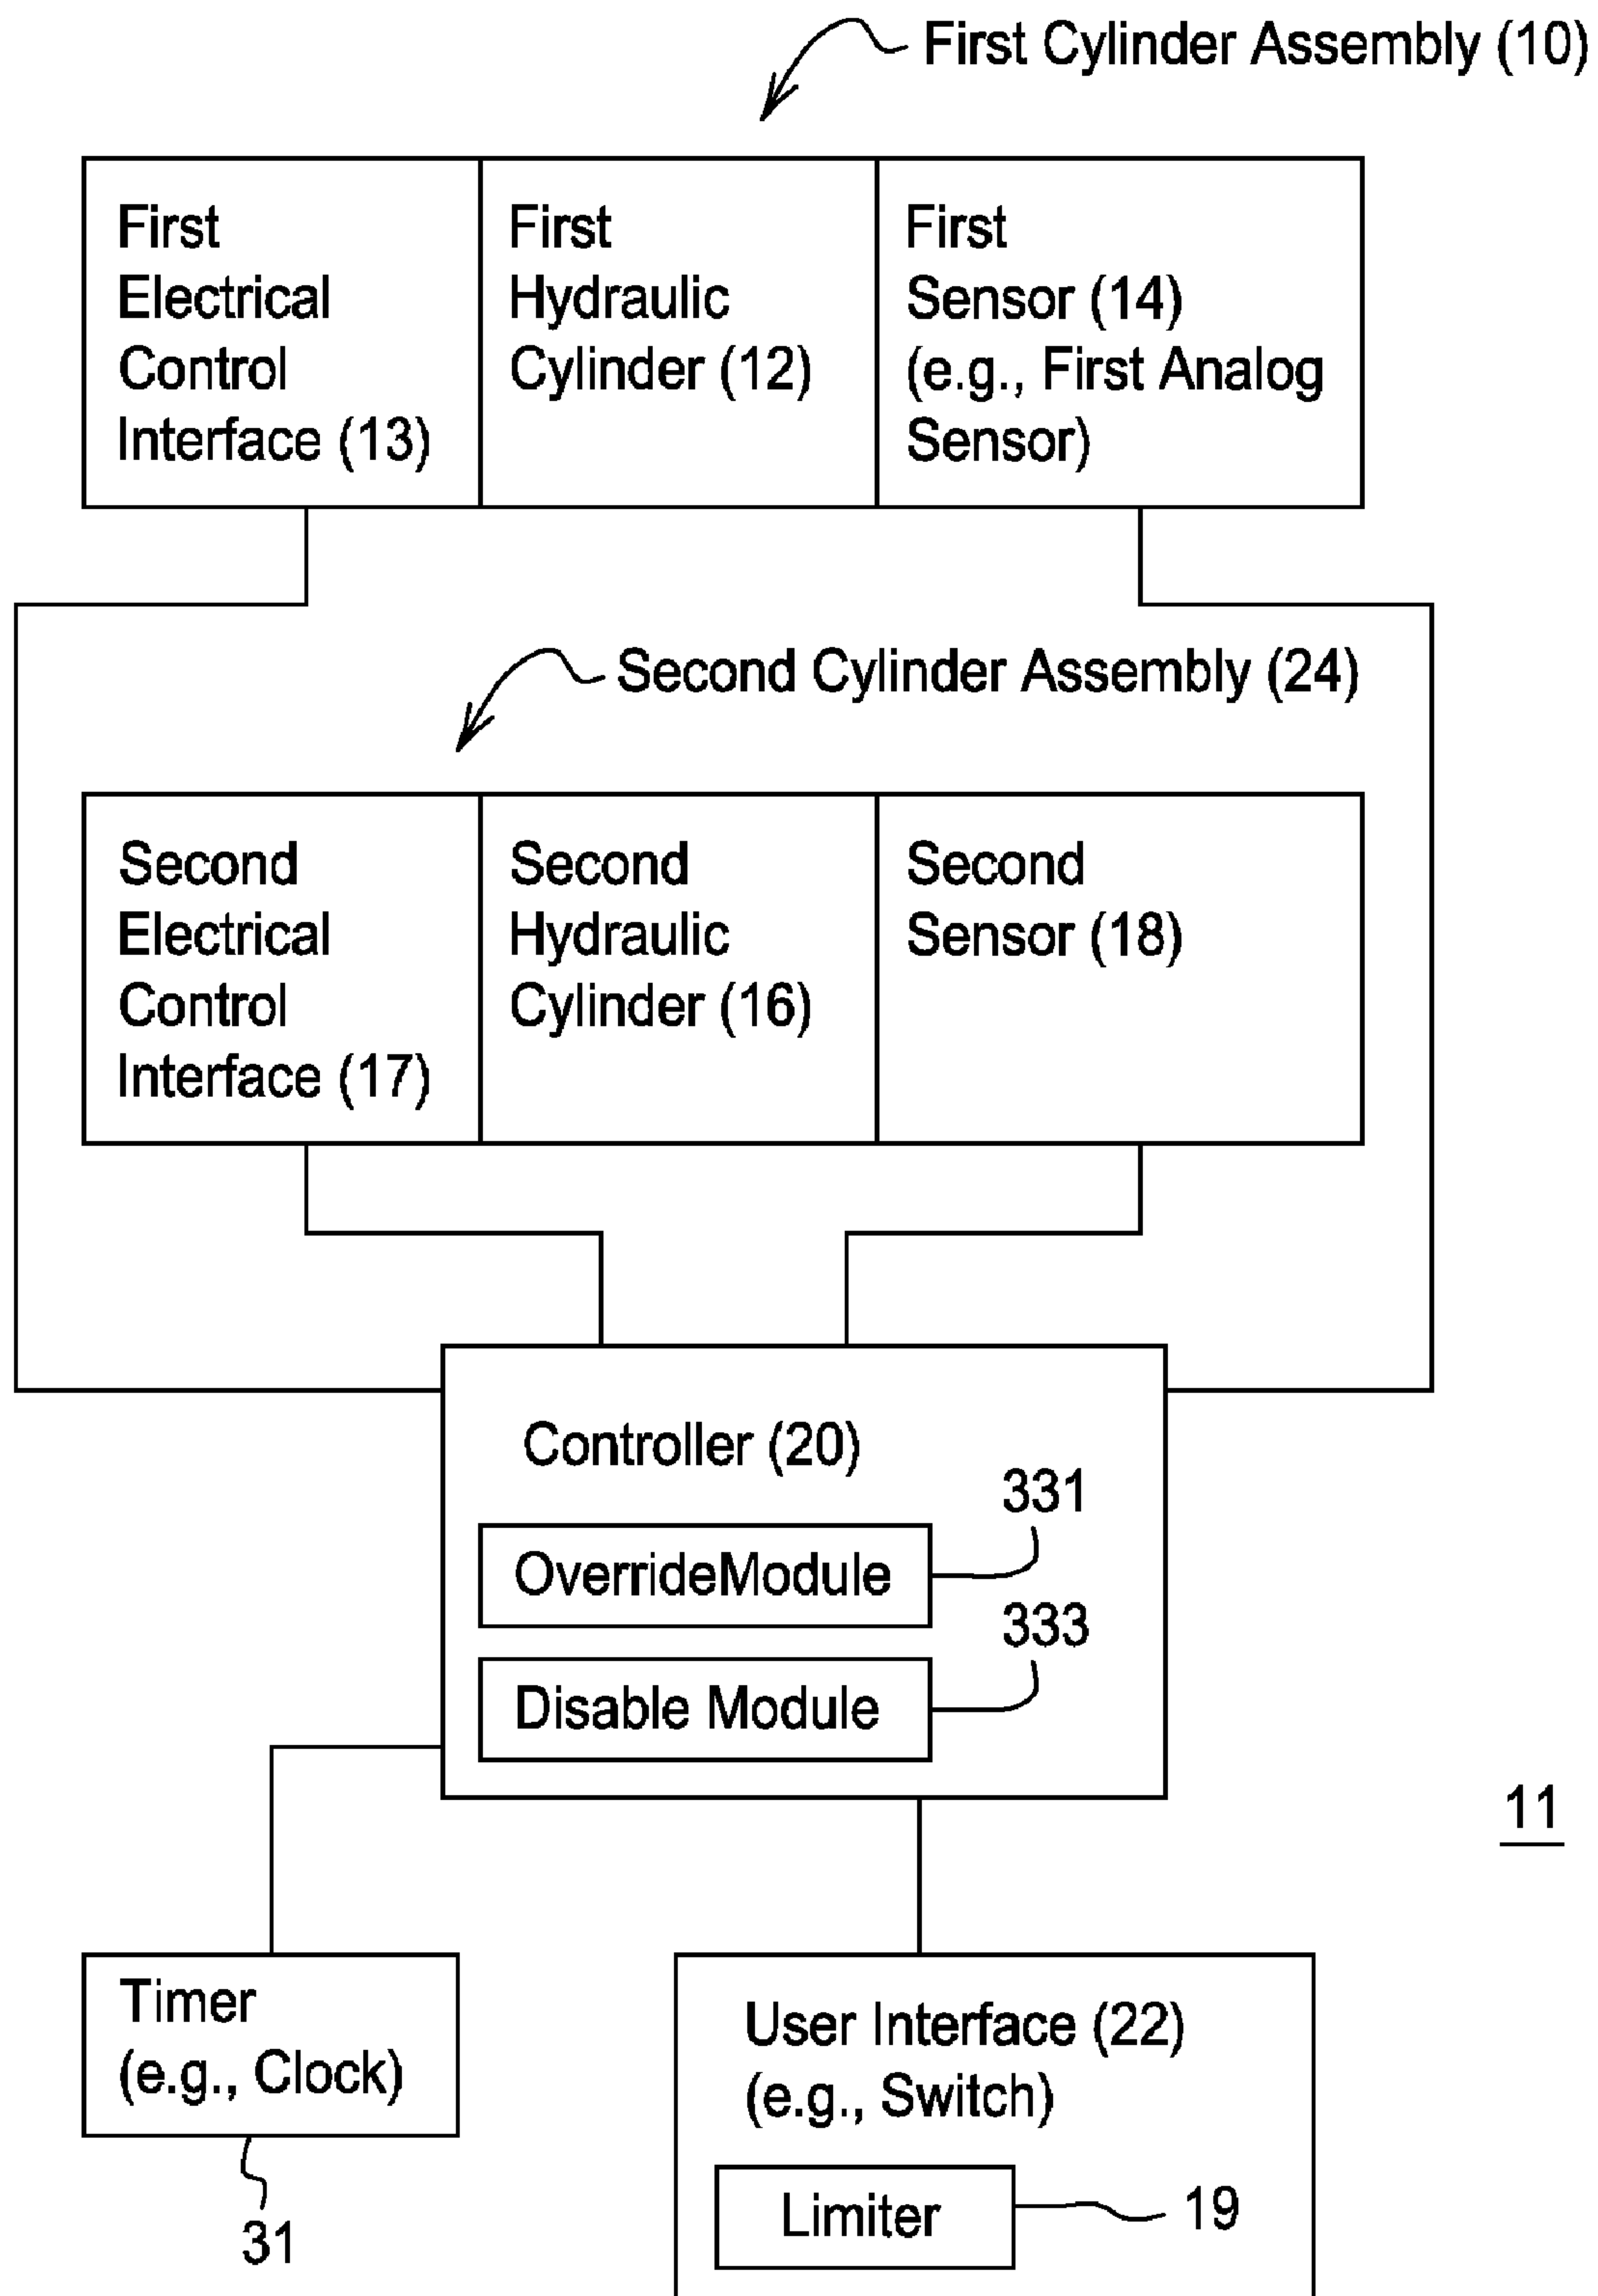 First Cylinder Assembly (10)
First
Electrical
Control
Interface (13)
First
Hydraulic
Cylinder (12)
First
Sensor (14)
(e.g., First Analog
Sensor)
Second Cylinder Assembly (24)
Second
Electrical
Control
Interface (17)
Second
Hydraulic
Cylinder (16)
Second
Sensor (18)
Controller (20)
331
OverrideModule
333
Disable Module
11
Timer
(e.g., Clock)
31
User Interface (22)
(e.g., Switch)
Limiter
19